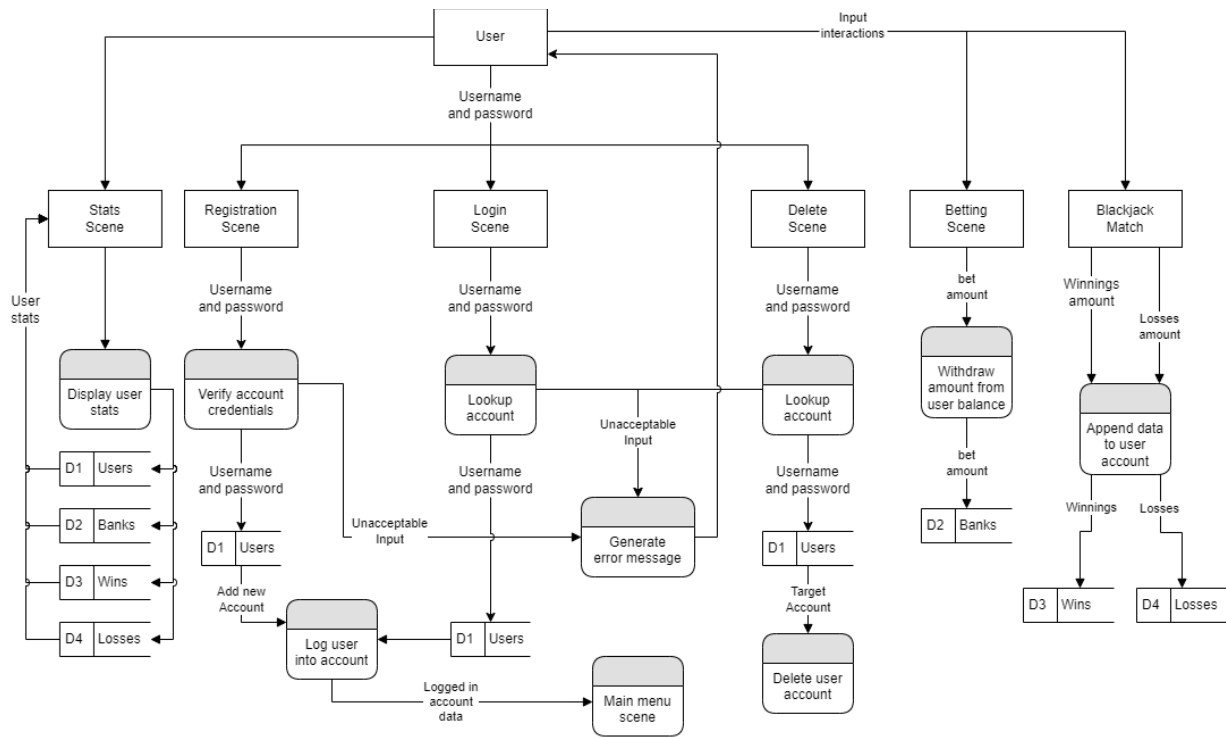 User
Input
interactions
Username
and password
Stats
Scene
Registration
Scene
Login
Scene
Delete
Scene
Betting
Scene
Blackjack
Match
User
stats
Username
and password
Username
and password
Username
and password
bet
amount
Winnings
amount
Losses
amount
Display user
stats
Verify account
credentials
Lookup
account
Lookup
account
Withdraw
amount from
user balance
Append data
to user
account
Unacceptable
Input
D1 Users
D2 Banks
D3 Wins
D4 Losses
Username
and password
Username
and password
Username
and password
bet
amount
Winnings
Losses
Unacceptable
Input
Generate
error message
D1 Users
D1 Users
D2 Banks
D3 Wins
D4 Losses
Add new
Account
Target
Account
Log user
into account
D1 Users
Delete user
account
Logged in
account
data
Main menu
scene